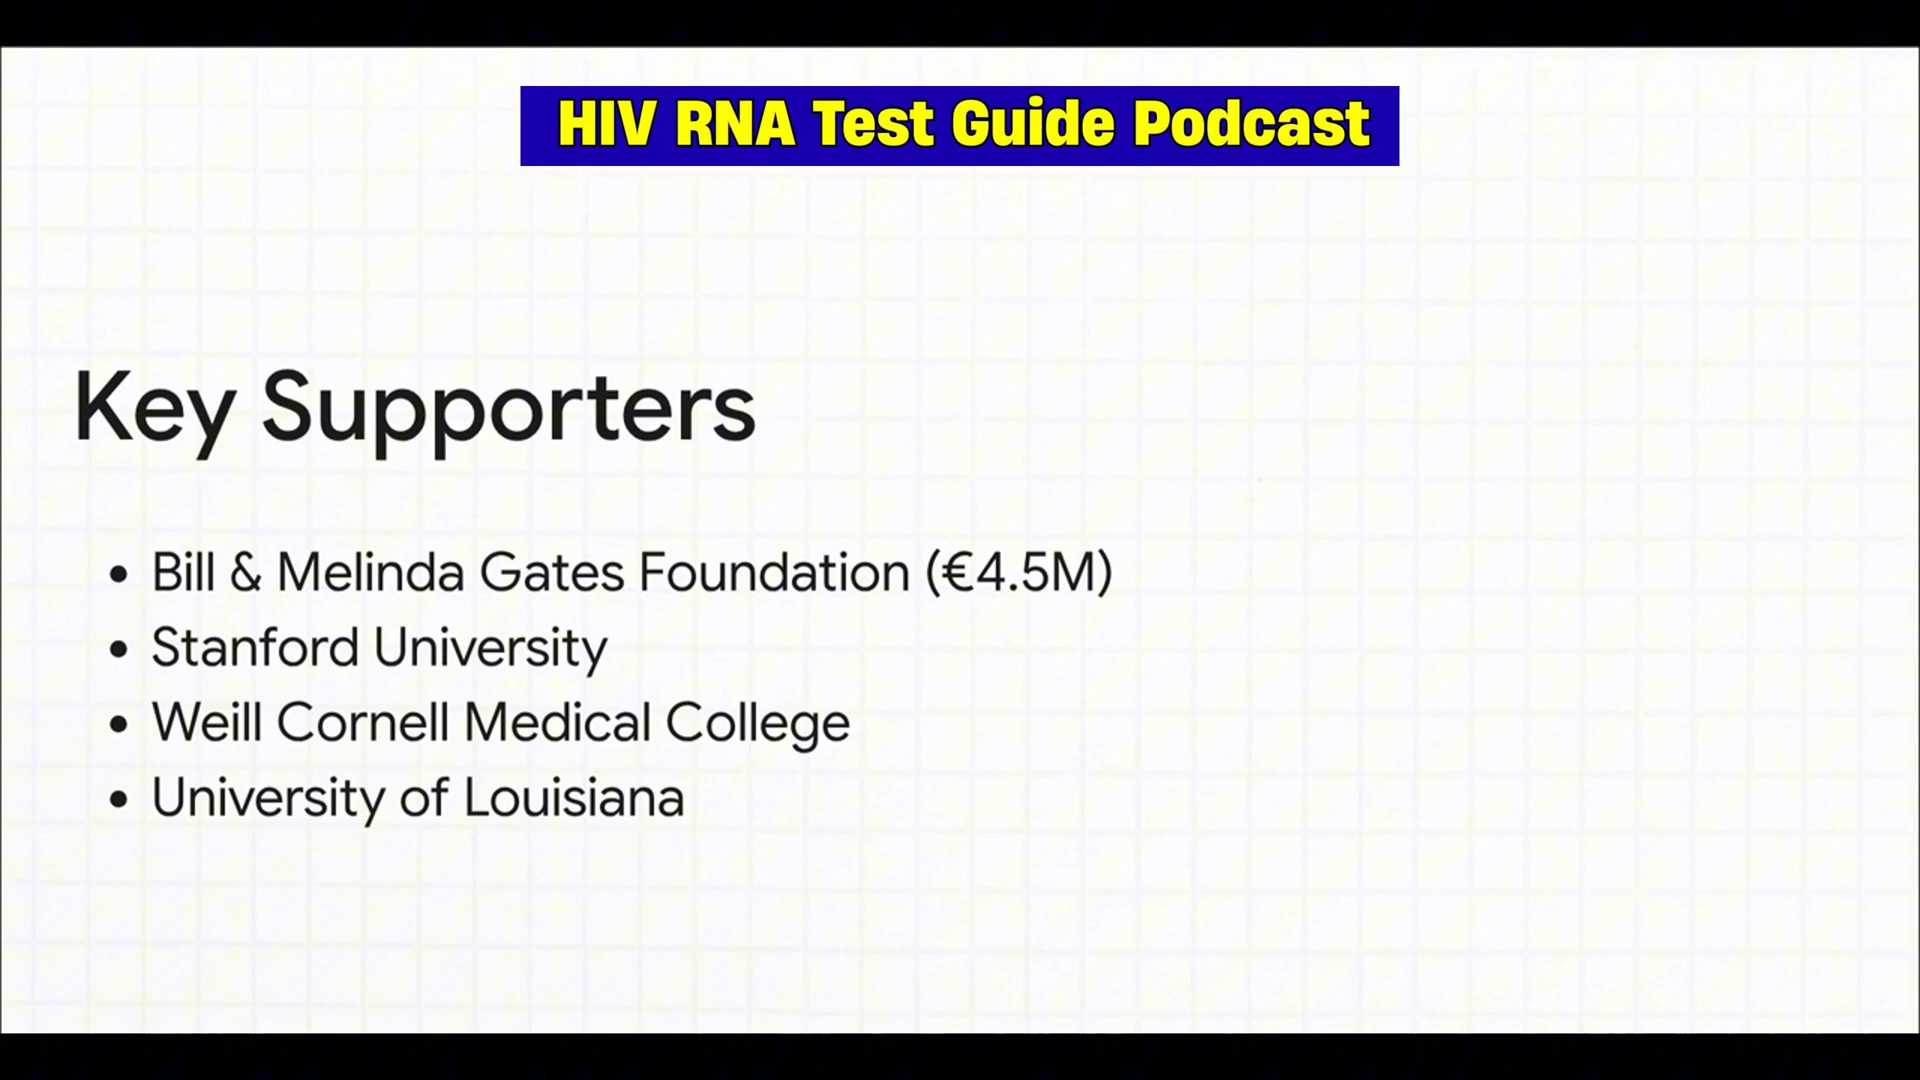 HIV RNA Test Guide Podcast
Key Supporters
• Bill & Melinda Gates Foundation (€4.5M)
• Stanford University
• Weill Cornell Medical College
• University of Louisiana